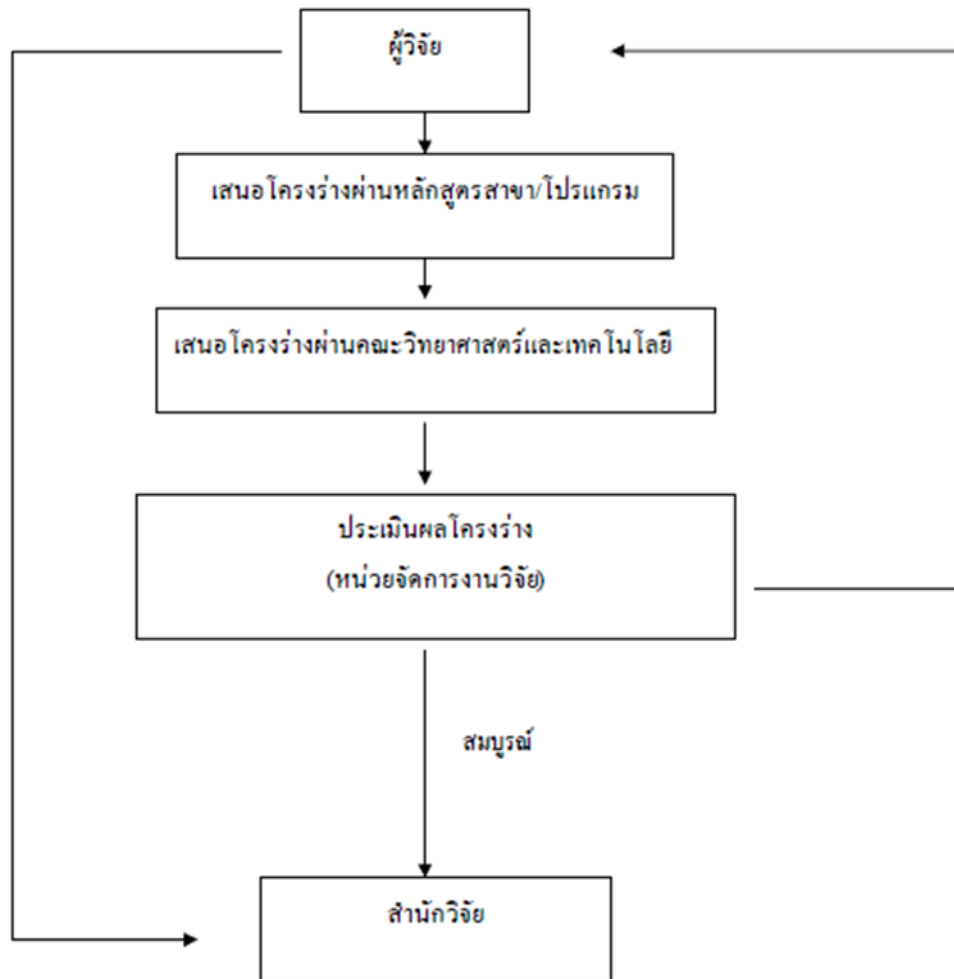 ผู้วิจัย
เสนอโครงร่างผ่านหลักสูตรสาขา/โปรแกรม
เสนอโครงร่างผ่านคณะวิทยาศาสตร์และเทคโนโลยี
ประเมินผลโครงร่าง
(หน่วยจัดการงานวิจัย)
สมบูรณ์
สำนักวิจัย